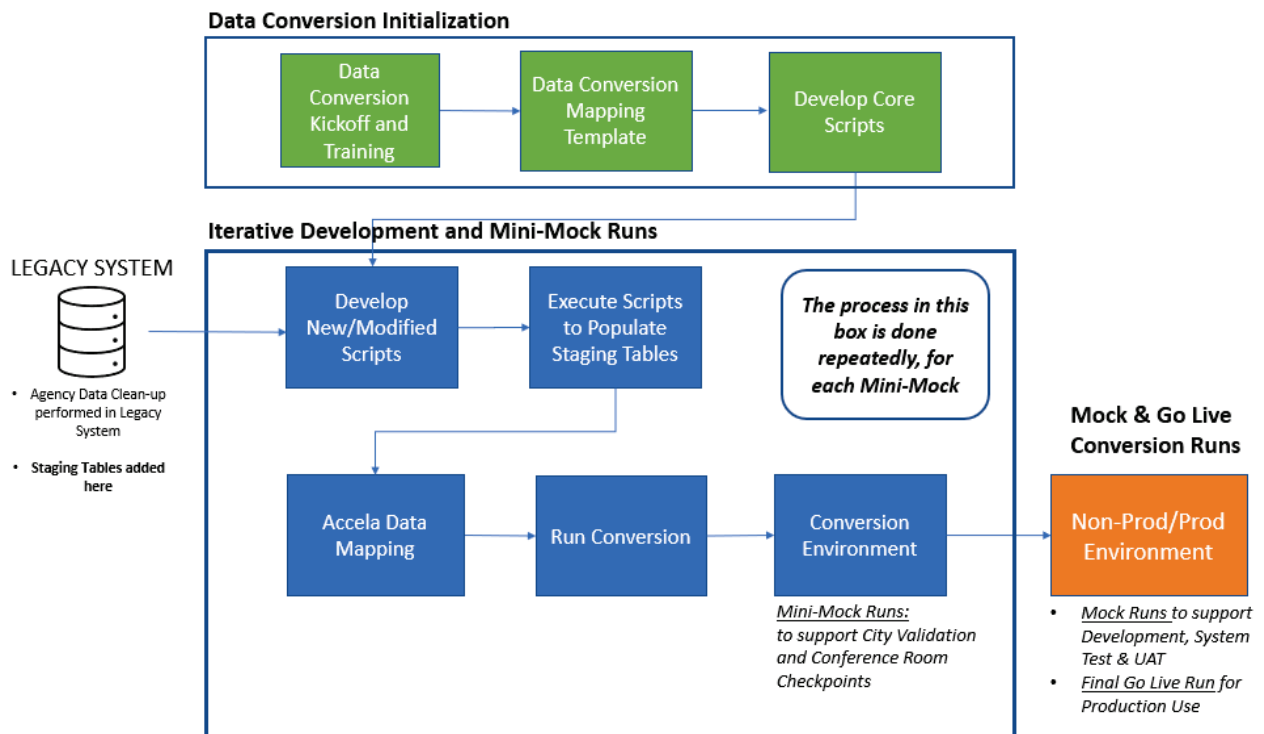 Data Conversion Initialization
Data
Conversion
Kickoff and
Training
Data Conversion
Mapping
Template
Develop Core
Scripts
Iterative Development and Mini-Mock Runs
LEGACY SYSTEM
• Agency Data Clean-up
performed in Legacy
System
• Staging Tables added
here
Develop
New/Modified
Scripts
Execute Scripts
to Populate
Staging Tables
The process in this
box is done
repeatedly, for
each Mini-Mock
Accela Data
Mapping
Run Conversion
Conversion
Environment
Mini-Mock Runs:
to support City Validation
and Conference Room
Checkpoints
Mock & Go Live
Conversion Runs
Non-Prod/Prod
Environment
• Mock Runs to support
Development, System
Test & UAT
• Final Go Live Run for
Production Use